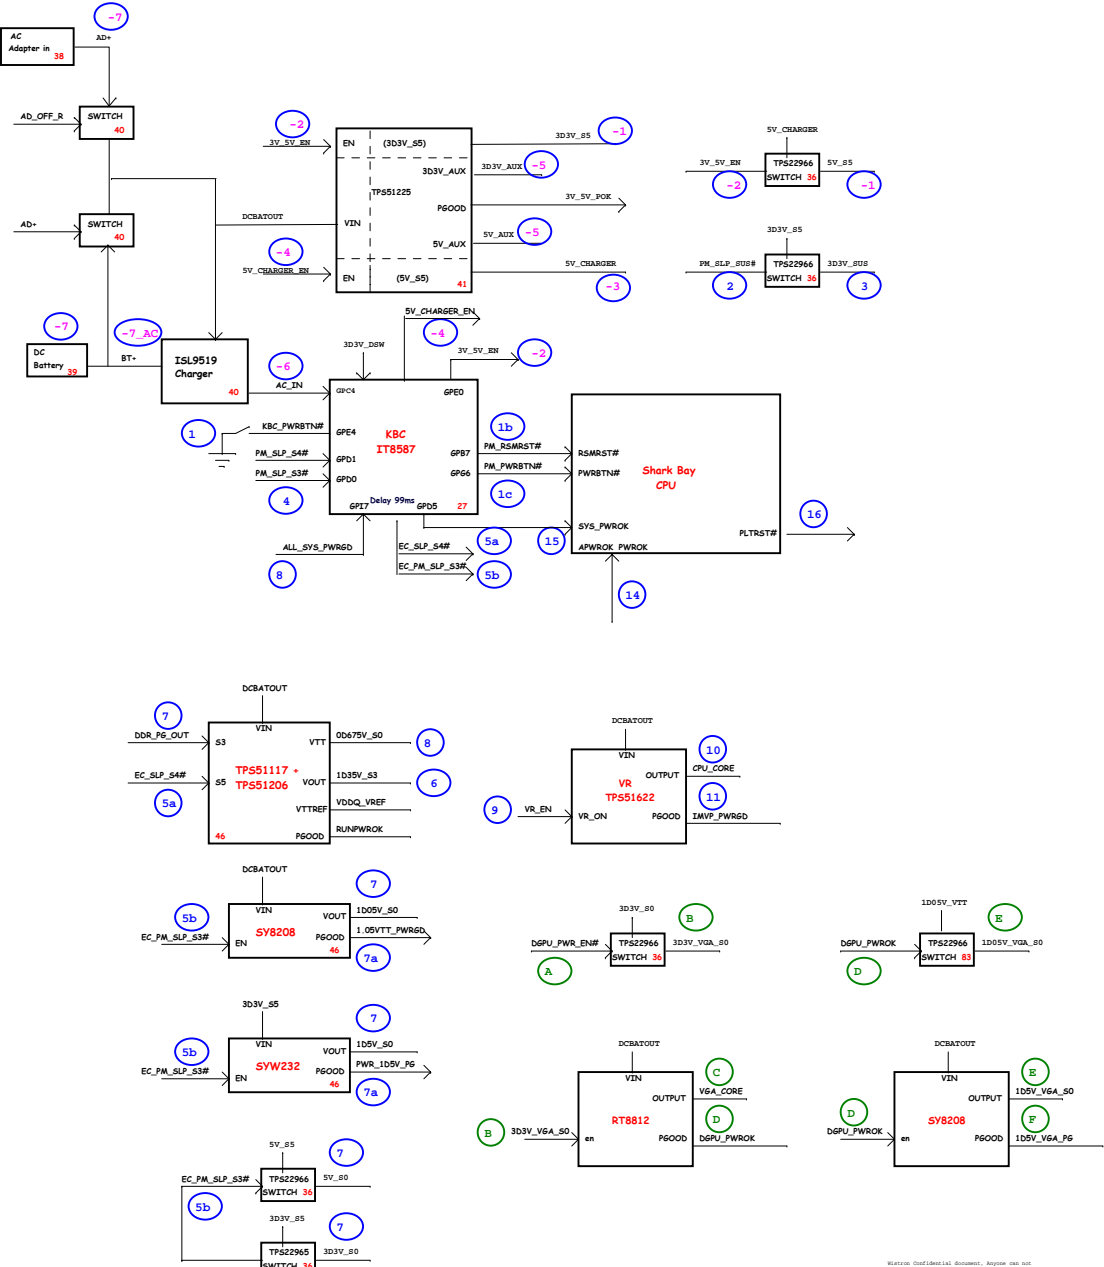 -7
AC
Adapter in
38
AD+
AD_OFF_R
SWITCH
40
AD+
SWITCH
40
-7
DC
Battery
39
BT+
-7_AC
ISL9519
Charger
40
-6
AC_IN
DCBATOUT
-2
3V_5V_EN
-4
5V_CHARGER_EN
EN
(3D3V_S5)
3D3V_AUX
TPS51225
PGOOD
VIN
5V_AUX
EN
(5V_S5)
41
3D3V_S5
-1
3D3V_AUX
-5
3V_5V_POK
5V_AUX
-5
5V_CHARGER
-3
5V_CHARGER
3V_5V_EN
-2
TPS22966
SWITCH 36
5V_S5
-1
3D3V_S5
PM_SLP_SUS#
2
TPS22966
SWITCH 36
3D3V_SUS
3
5V_CHARGER_EN
-4
3D3V_DSW
3V_5V_EN
-2
GPC4
GPE0
1
KBC_PWRBTN#
GPE4
KBC
IT8587
PM_SLP_S4#
GPD1
PM_SLP_S3#
GPD0
4
GPB7
GPG6
Delay 99ms
GPI7
GPD5
27
1b
PM_RSMRST#
PM_PWRBTN#
1c
RSMRST#
PWRBTN#
Shark Bay
CPU
SYS_PWROK
APWROK PWROK
PLTRST#
16
15
14
ALL_SYS_PWRGD
8
EC_SLP_S4#
5a
EC_PM_SLP_S3#
5b
DCBATOUT
7
DDR_PG_OUT
EC_SLP_S4#
5a
VIN
S3
VTT
TPS51117 +
TPS51206
S5
VOUT
VTTREF
46
PGOOD
0D675V_S0
8
1D35V_S3
6
VDDQ_VREF
RUNPWROK
DCBATOUT
9
VR_EN
VIN
OUTPUT
VR
TPS51622
VR_ON
PGOOD
10
CPU_CORE
11
IMVP_PWRGD
DCBATOUT
5b
EC_PM_SLP_S3#
VIN
VOUT
SY8208
EN
PGOOD
46
7
1D05V_S0
1.05VTT_PWRGD
7a
3D3V_S0
DGPU_PWR_EN#
A
TPS22966
SWITCH 36
B
3D3V_VGA_S0
1D05V_VTT
DGPU_PWROK
D
TPS22966
SWITCH 83
E
1D05V_VGA_S0
3D3V_S5
5b
EC_PM_SLP_S3#
VIN
VOUT
SYW232
EN
PGOOD
46
7
1D5V_S0
PWR_1D5V_PG
7a
DCBATOUT
B
3D3V_VGA_S0
VIN
OUTPUT
RT8812
en
PGOOD
C
VGA_CORE
D
DGPU_PWROK
DCBATOUT
D
DGPU_PWROK
VIN
OUTPUT
SY8208
en
PGOOD
E
1D5V_VGA_S0
F
1D5V_VGA_PG
5V_S5
EC_PM_SLP_S3#
5b
TPS22966
SWITCH 36
7
5V_S0
3D3V_S5
TPS22965
SWITCH 36
7
3D3V_S0
Wistron Confidential document, Anyone can not